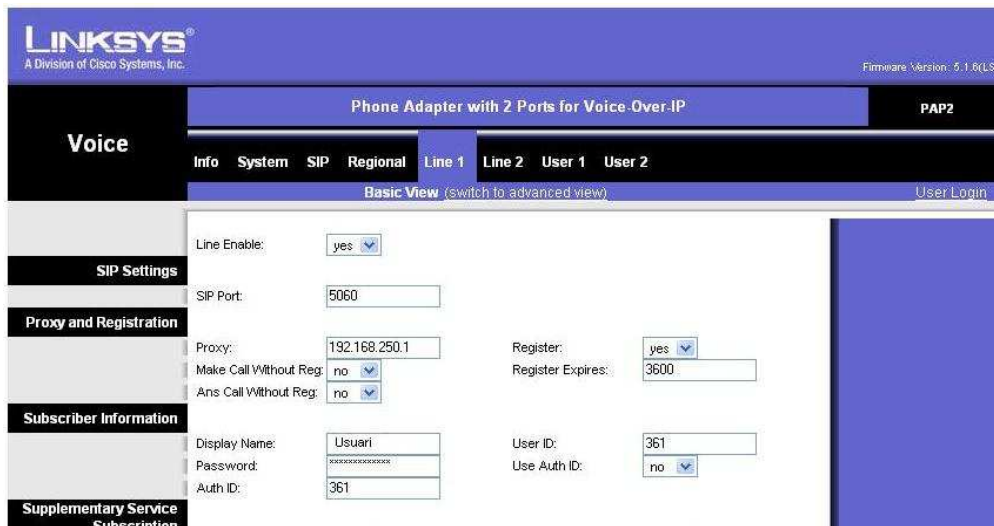 LINKSYS®
A Division of Cisco Systems, Inc.
Firmware Version: 5.1.6(LS
Phone Adapter with 2 Ports for Voice-Over-IP
PAP2
Voice
Info System SIP Regional Line 1 Line 2 User 1 User 2
Basic View (switch to advanced view) User Login
Line Enable: yes
SIP Settings
SIP Port: 5060
Proxy and Registration
Proxy: 192.168.250.1 Register: yes
Make Call Without Reg: no Register Expires: 3600
Ans Call Without Reg: no
Subscriber Information
Display Name: Usuari User ID: 361
Password: ************* Use Auth ID: no
Auth ID: 361
Supplementary Service
Subscription